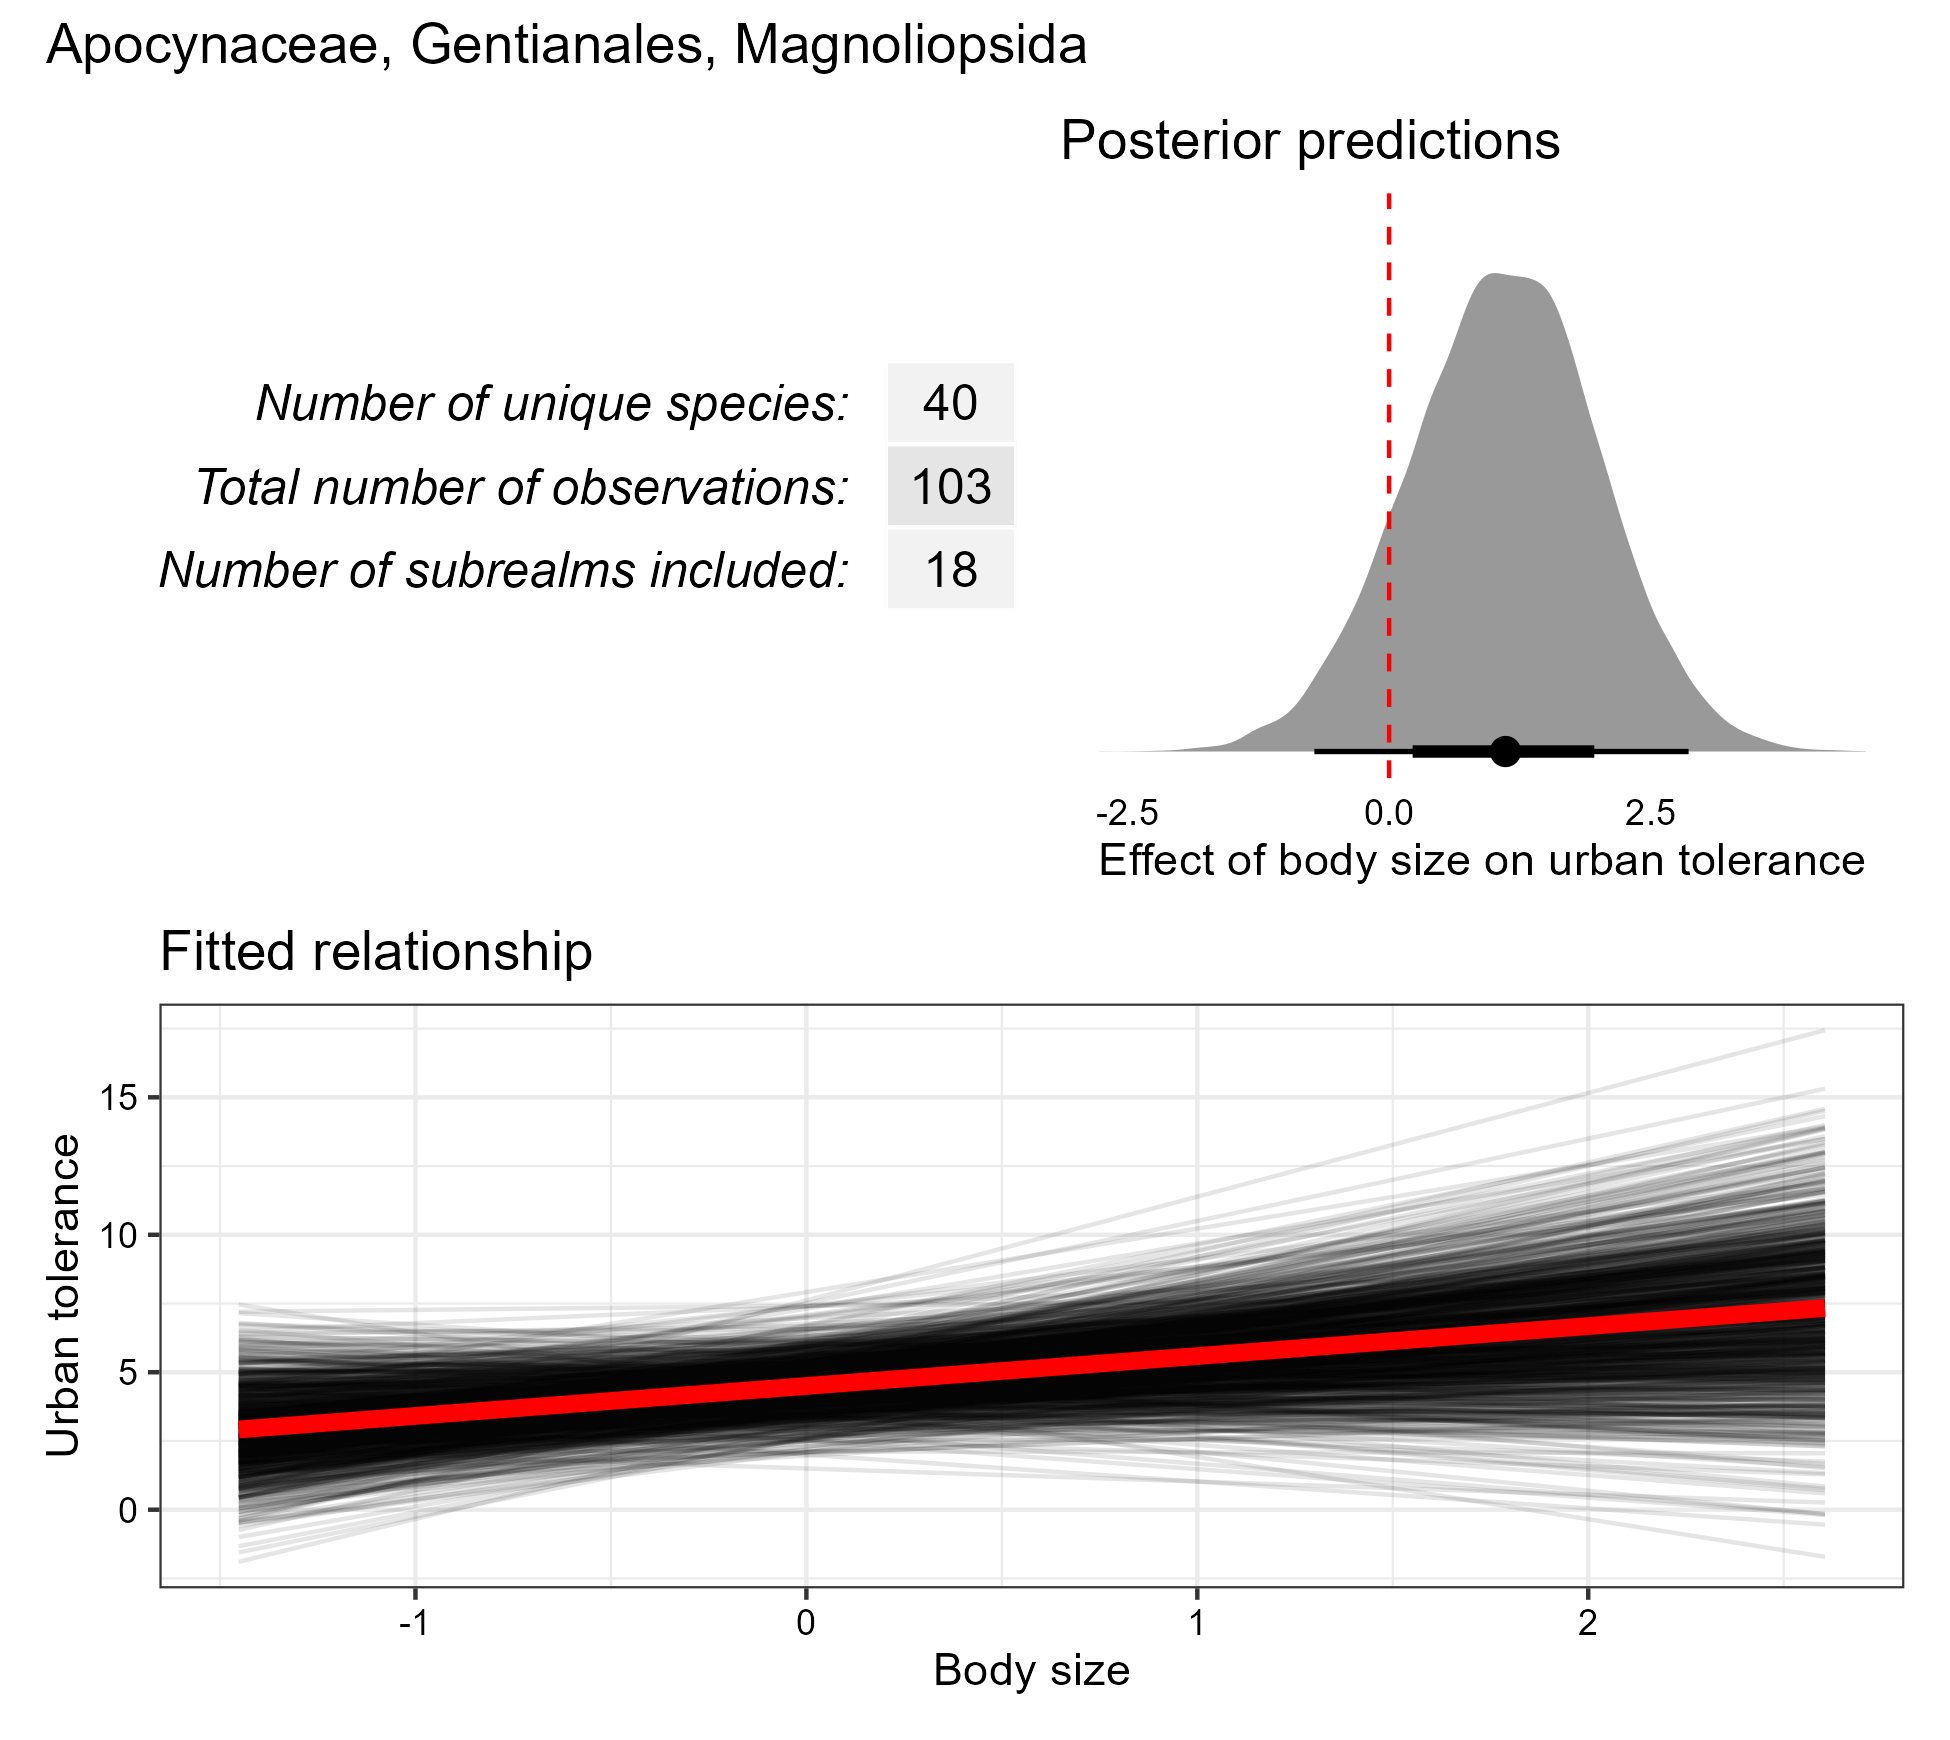 Apocynaceae, Gentianales, Magnoliopsida
Posterior predictions
Number of unique species: 40
Total number of observations: 103
Number of subrealms included: 18
-2.5 0.0 2.5
Effect of body size on urban tolerance
Fitted relationship
Urban tolerance
15
10
5
0
-1 0 1 2
Body size